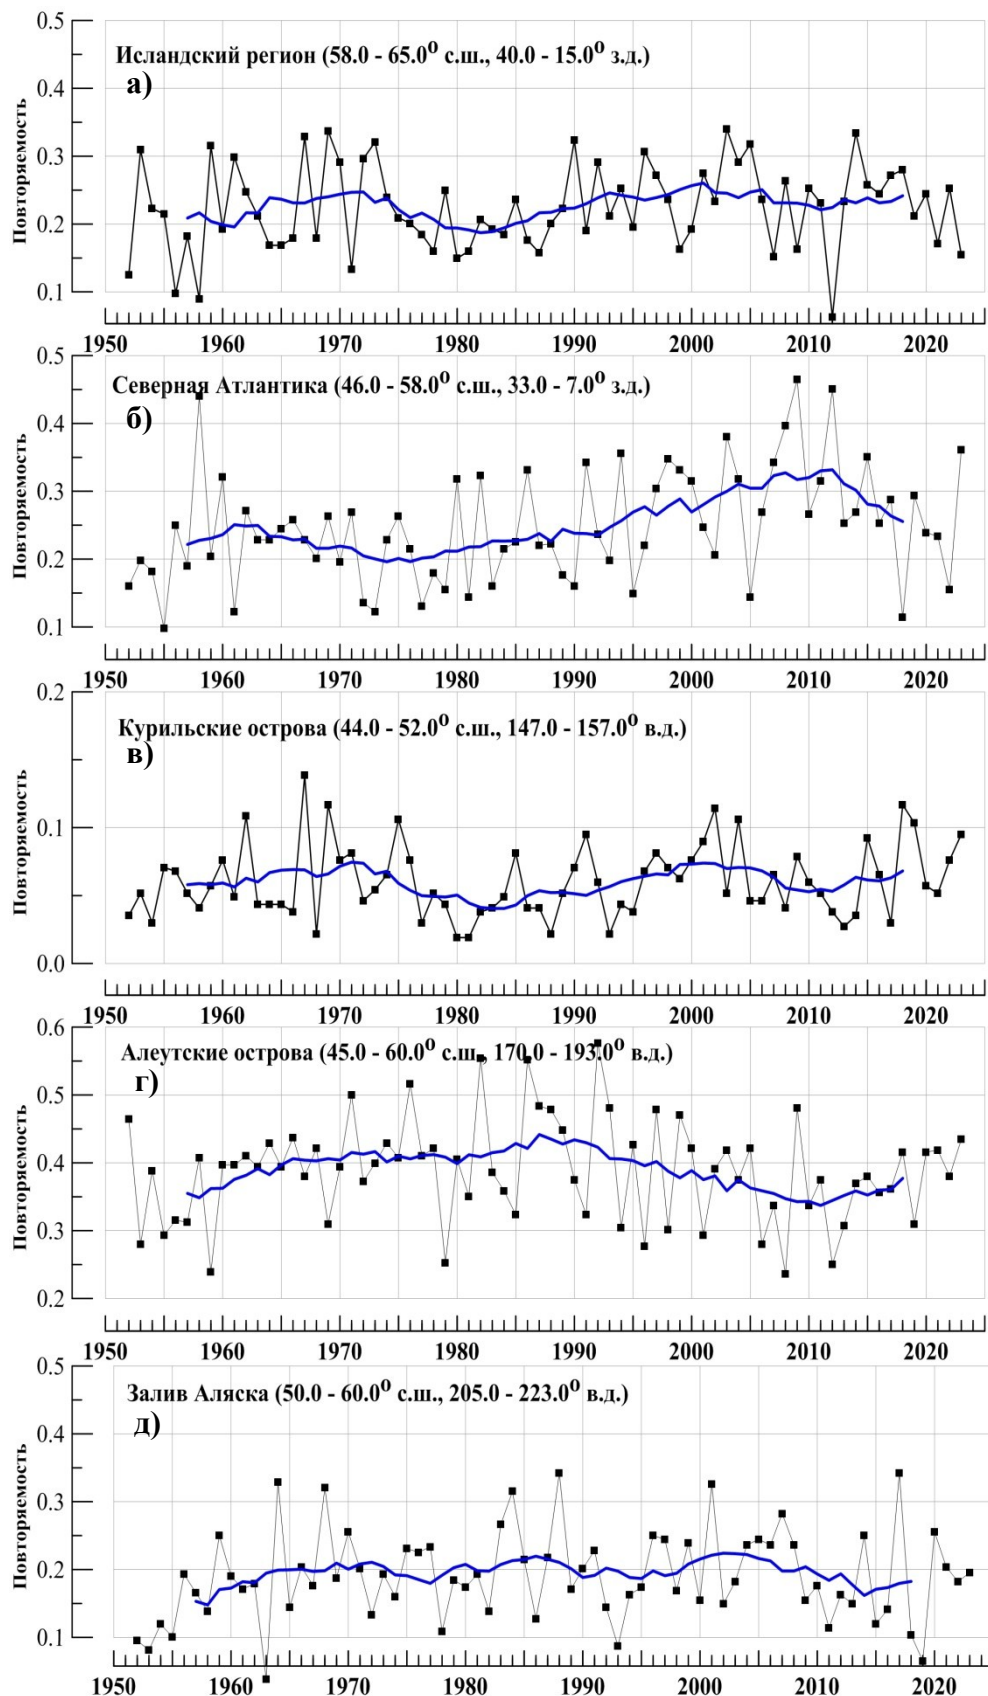 0.5
Исландский регион (58.0 - 65.0⁰ с.ш., 40.0 - 15.0⁰ з.д.)
а)
0.4
0.3
0.2
0.1
Повторяемость
1950 1960 1970 1980 1990 2000 2010 2020
0.5
Северная Атлантика (46.0 - 58.0⁰ с.ш., 33.0 - 7.0⁰ з.д.)
б)
0.4
0.3
0.2
0.1
Повторяемость
1950 1960 1970 1980 1990 2000 2010 2020
0.2
Курильские острова (44.0 - 52.0⁰ с.ш., 147.0 - 157.0⁰ в.д.)
в)
0.1
0.0
Повторяемость
1950 1960 1970 1980 1990 2000 2010 2020
0.6
Алеутские острова (45.0 - 60.0⁰ с.ш., 170.0 - 193.0⁰ в.д.)
г)
0.5
0.4
0.3
0.2
Повторяемость
1950 1960 1970 1980 1990 2000 2010 2020
0.5
Залив Аляска (50.0 - 60.0⁰ с.ш., 205.0 - 223.0⁰ в.д.)
д)
0.4
0.3
0.2
0.1
Повторяемость
1950 1960 1970 1980 1990 2000 2010 2020